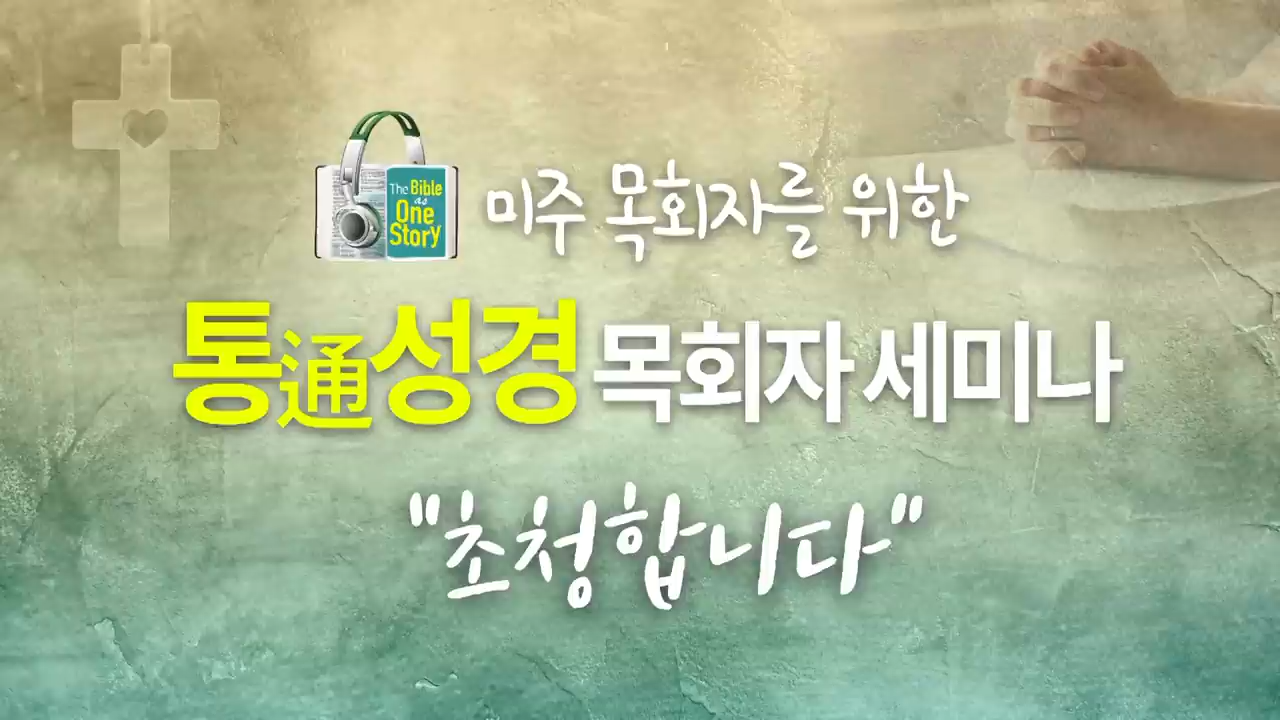 The Bible
as
One
Story
미주 목회자를 위한
통通성경 목회자 세미나
"초청합니다"